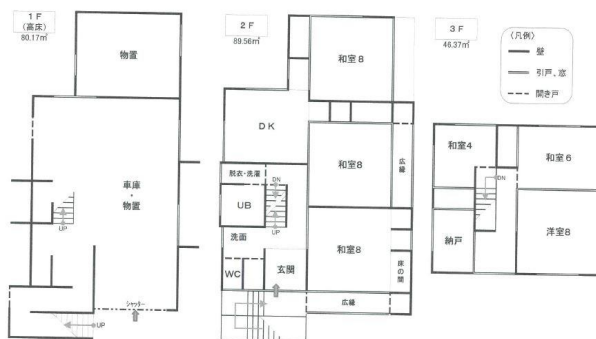 1F
(高床)
80.17㎡
物置
車庫
・
物置
UP
シャッター
UP
2F
89.56㎡
和室8
DK
和室8
広縁
脱衣・洗濯
DN
UB
UP
洗面
和室8
床の間
WC
玄関
広縁
3F
46.37㎡
(凡例)
壁
引戸、窓
開き戸
和室4
和室6
DN
納戸
洋室8